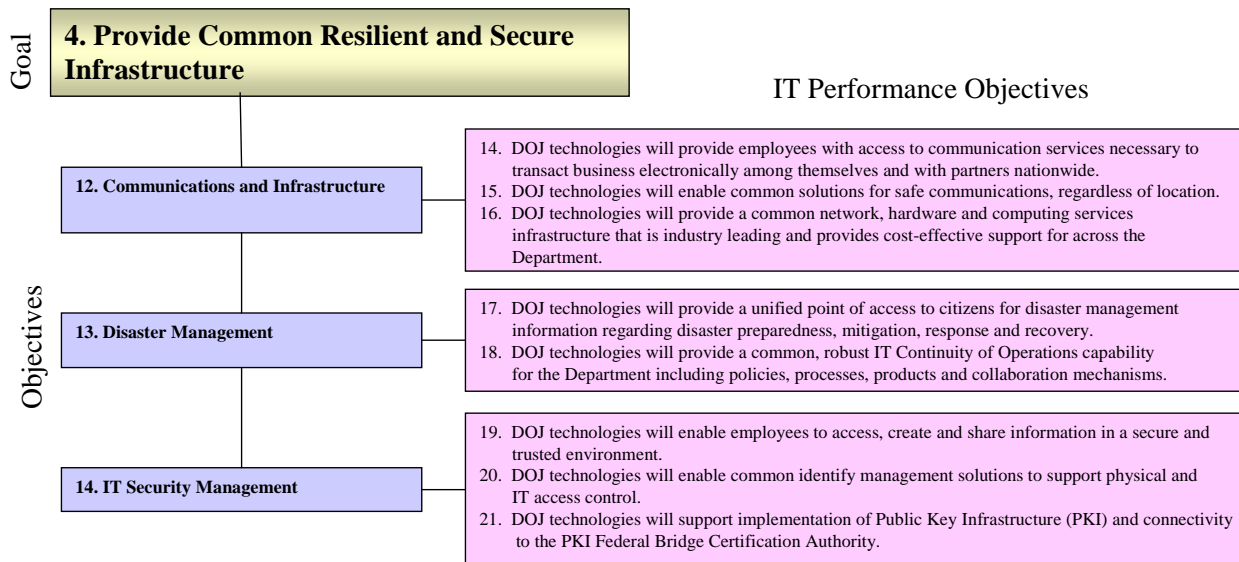 Goal
4. Provide Common Resilient and Secure
Infrastructure
IT Performance Objectives
Objectives
12. Communications and Infrastructure
14. DOJ technologies will provide employees with access to communication services necessary to
transact business electronically among themselves and with partners nationwide.
15. DOJ technologies will enable common solutions for safe communications, regardless of location.
16. DOJ technologies will provide a common network, hardware and computing services
infrastructure that is industry leading and provides cost-effective support for across the
Department.
13. Disaster Management
17. DOJ technologies will provide a unified point of access to citizens for disaster management
information regarding disaster preparedness, mitigation, response and recovery.
18. DOJ technologies will provide a common, robust IT Continuity of Operations capability
for the Department including policies, processes, products and collaboration mechanisms.
14. IT Security Management
19. DOJ technologies will enable employees to access, create and share information in a secure and
trusted environment.
20. DOJ technologies will enable common identify management solutions to support physical and
IT access control.
21. DOJ technologies will support implementation of Public Key Infrastructure (PKI) and connectivity
to the PKI Federal Bridge Certification Authority.